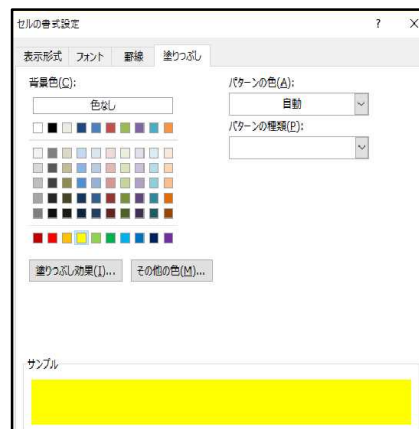 セルの書式設定 ? X
表示形式 フォント 罫線 塗りつぶし
背景色(C):
色なし
塗りつぶし効果(I)... その他の色(M)...
パターンの色(A):
自動
パターンの種類(P):
サンプル